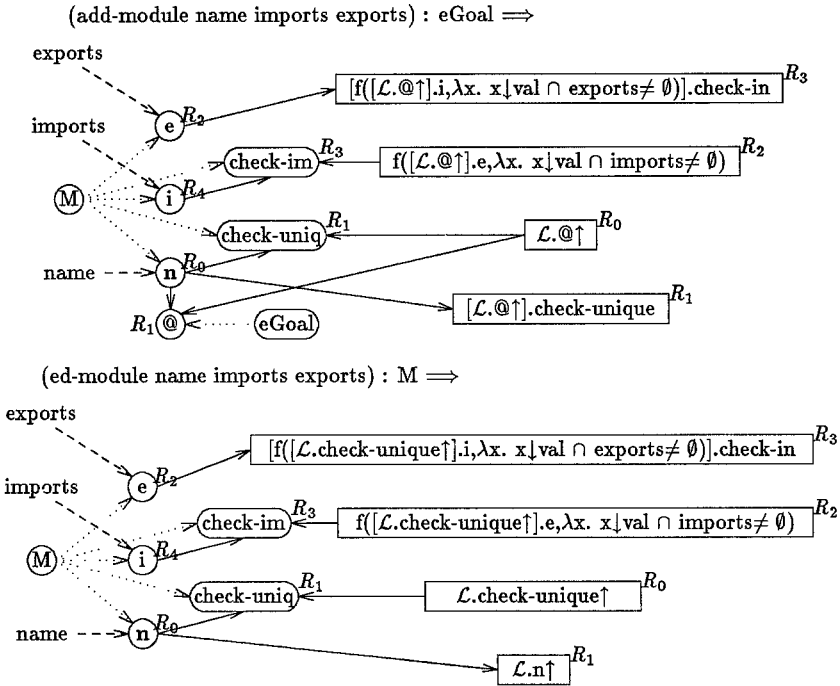 (add-module name imports exports) : eGoal ⟹
exports
[f([ℒ.@↑].i,λx. x↓val ∩ exports≠ ∅)].check-in R₃
e R₂
imports
check-im R₃
f([ℒ.@↑].e,λx. x↓val ∩ imports≠ ∅) R₂
M
i R₄
check-uniq R₁
ℒ.@↑ R₀
name
n R₀
[ℒ.@↑].check-unique R₁
R₁ @
eGoal
(ed-module name imports exports) : M ⟹
exports
[f([ℒ.check-unique↑].i,λx. x↓val ∩ exports≠ ∅)].check-in R₃
e R₂
imports
check-im R₃
f([ℒ.check-unique↑].e,λx. x↓val ∩ imports≠ ∅) R₂
M
i R₄
check-uniq R₁
ℒ.check-unique↑ R₀
name
n R₀
ℒ.n↑ R₁